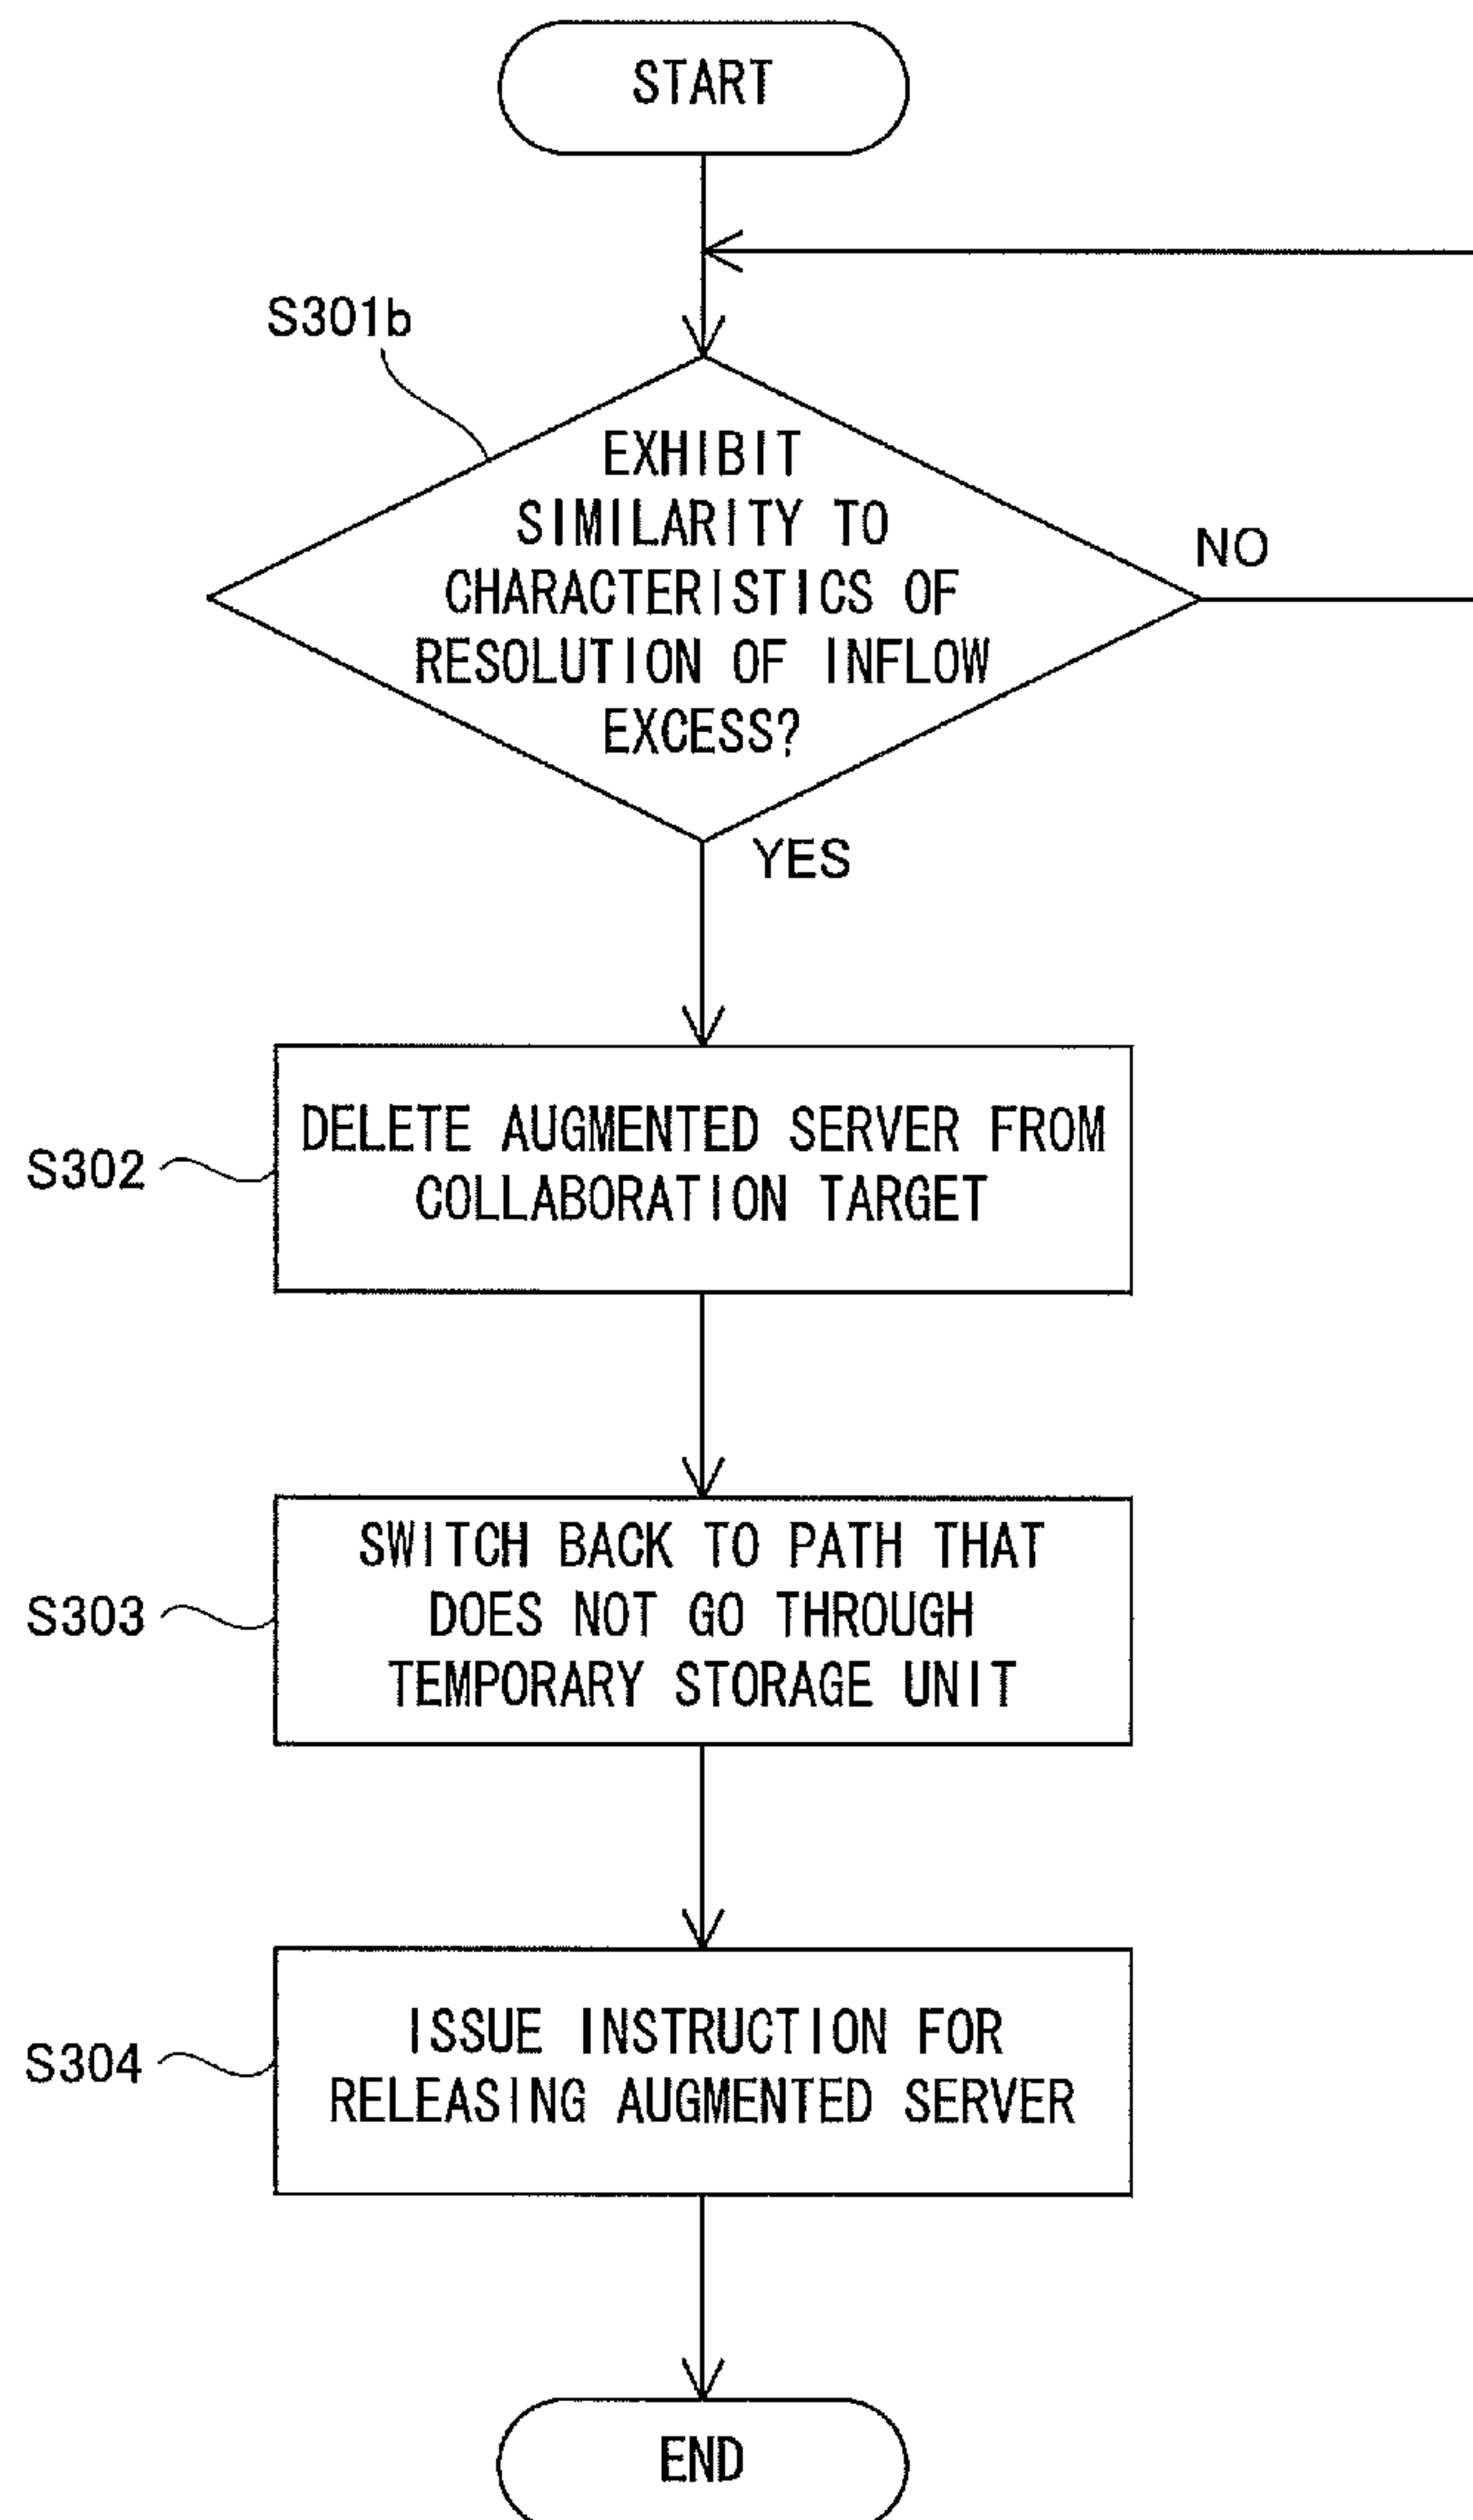 START
S301b
EXHIBIT
SIMILARITY TO
CHARACTERISTICS OF
RESOLUTION OF INFLOW
EXCESS?
NO
YES
S302
DELETE AUGMENTED SERVER FROM
COLLABORATION TARGET
S303
SWITCH BACK TO PATH THAT
DOES NOT GO THROUGH
TEMPORARY STORAGE UNIT
S304
ISSUE INSTRUCTION FOR
RELEASING AUGMENTED SERVER
END